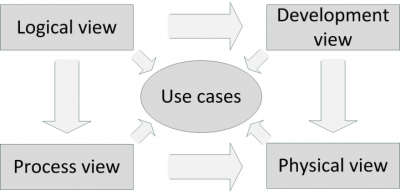 Logical view
Development
view
Use cases
Process view
Physical view